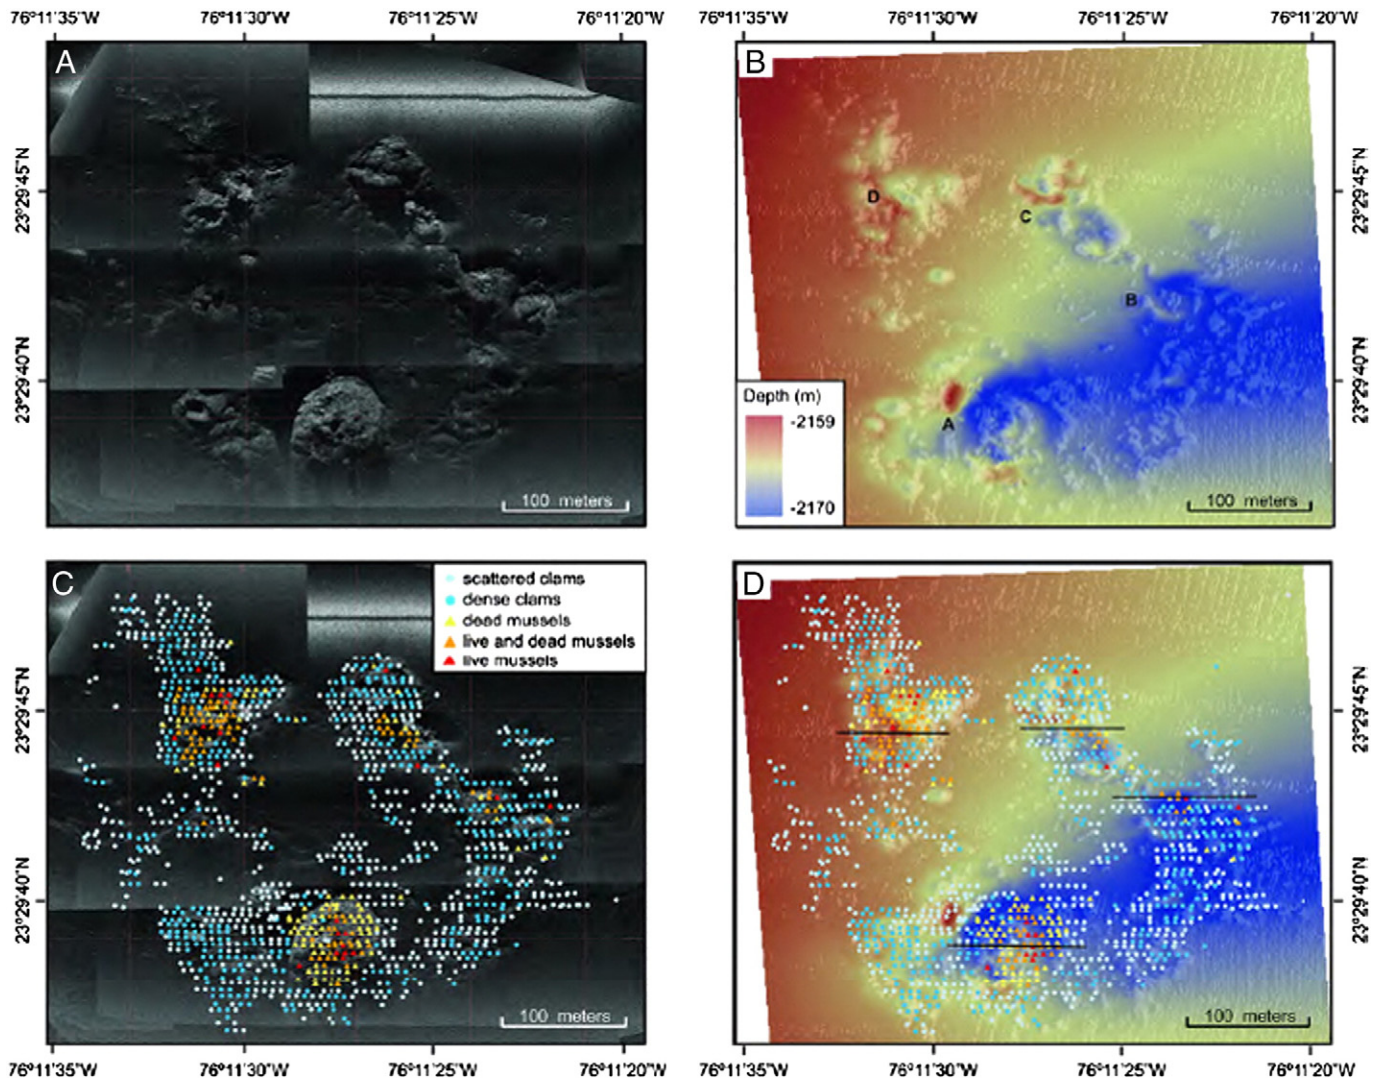 76°11'35"W 76°11'30"W 76°11'25"W 76°11'20"W 76°11'35"W 76°11'30"W 76°11'25"W 76°11'20"W
A
23°29'45"N
23°29'40"N
100 meters
B
D
C
B
A
Depth (m)
-2159
-2170
100 meters
23°29'45"N
23°29'40"N
C
scattered clams
dense clams
dead mussels
live and dead mussels
live mussels
23°29'45"N
23°29'40"N
100 meters
D
100 meters
23°29'45"N
23°29'40"N
76°11'35"W 76°11'30"W 76°11'25"W 76°11'20"W 76°11'35"W 76°11'30"W 76°11'25"W 76°11'20"W